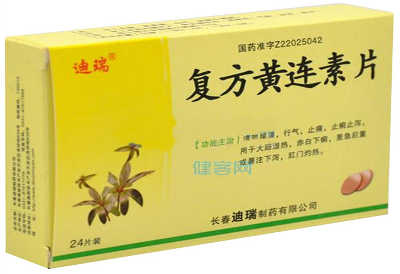 迪瑞®
国药准字Z22025042
复方黄连素片
【功能主治】清热燥湿，行气，止痛，止痢止泻。
用于大肠湿热，赤白下痢，里急后重
或暴注下泻，肛门灼热。
健客网
24片装
长春迪瑞制药有限公司